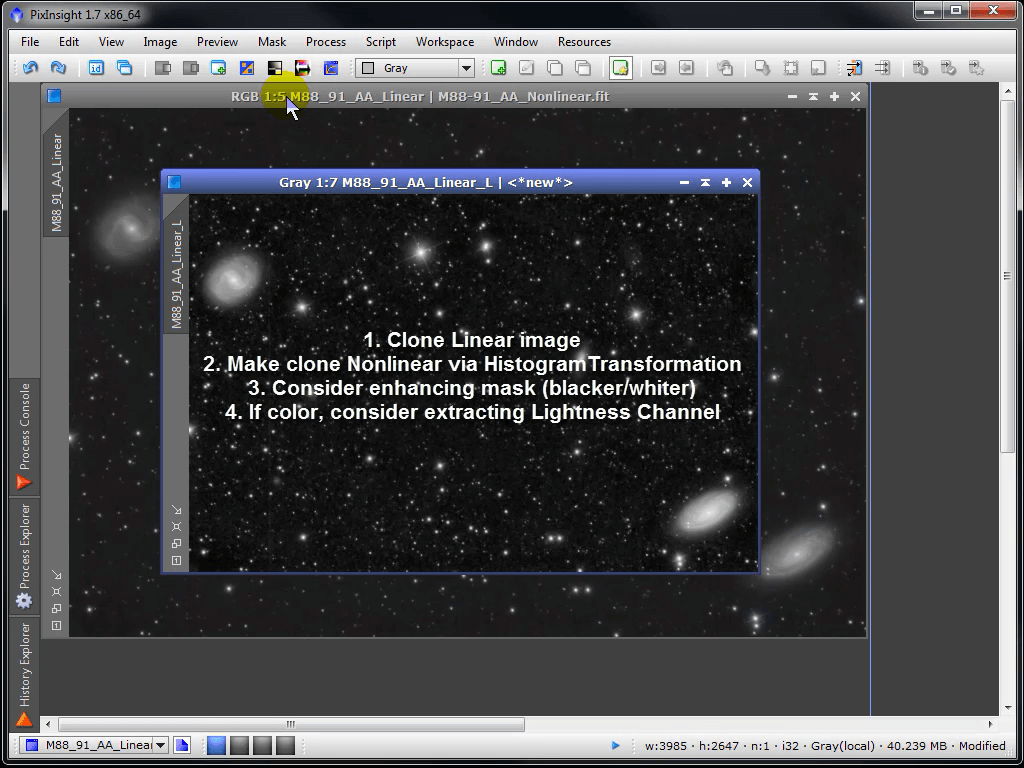 PixInsight 1.7 x86_64
File Edit View Image Preview Mask Process Script Workspace Window Resources
id
Gray
RGB 1:5 M88_91_AA_Linear | M88-91_AA_Nonlinear.fit
M88_91_AA_Linear
Gray 1:7 M88_91_AA_Linear_L | <*new*>
M88_91_AA_Linear_L
1. Clone Linear image
2. Make clone Nonlinear via HistogramTransformation
3. Consider enhancing mask (blacker/whiter)
4. If color, consider extracting Lightness Channel
Process Console
Process Explorer
History Explorer
M88_91_AA_Linear
w:3985 · h:2647 · n:1 · i32 · Gray(local) · 40.239 MB · Modified